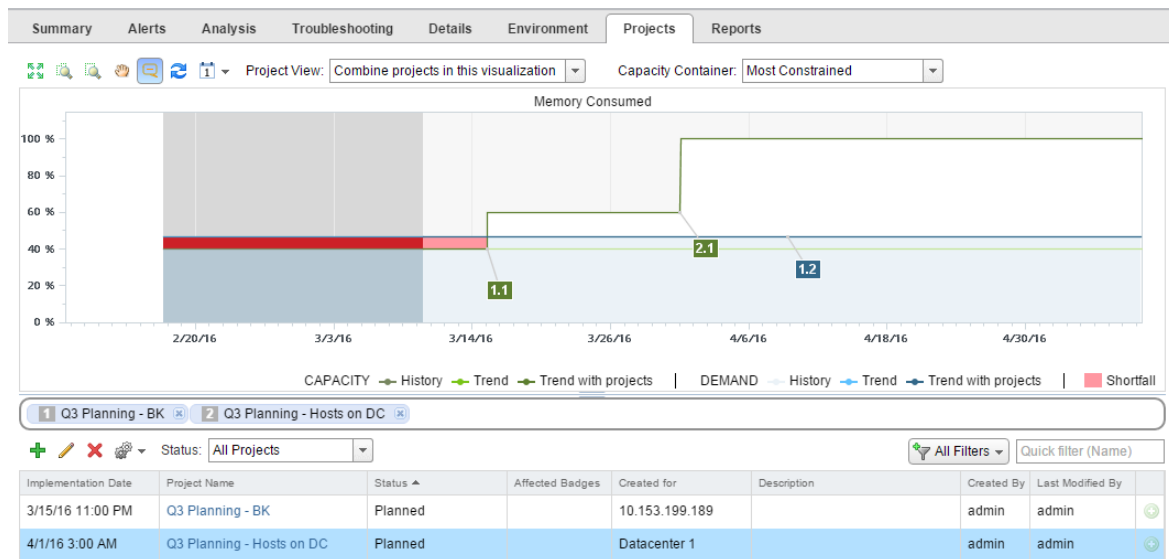 Summary Alerts Analysis Troubleshooting Details Environment Projects Reports
1 Project View: Combine projects in this visualization Capacity Container: Most Constrained
Memory Consumed
100 %
80 %
60 %
40 %
20 %
0 %
2.1
1.2
1.1
2/20/16 3/3/16 3/14/16 3/26/16 4/6/16 4/18/16 4/30/16
CAPACITY History Trend Trend with projects | DEMAND History Trend Trend with projects | Shortfall
1 Q3 Planning - BK x 2 Q3 Planning - Hosts on DC x
Status: All Projects All Filters Quick filter (Name)
Implementation Date Project Name Status Affected Badges Created for Description Created By Last Modified By
3/15/16 11:00 PM Q3 Planning - BK Planned 10.153.199.189 admin admin
4/1/16 3:00 AM Q3 Planning - Hosts on DC Planned Datacenter 1 admin admin